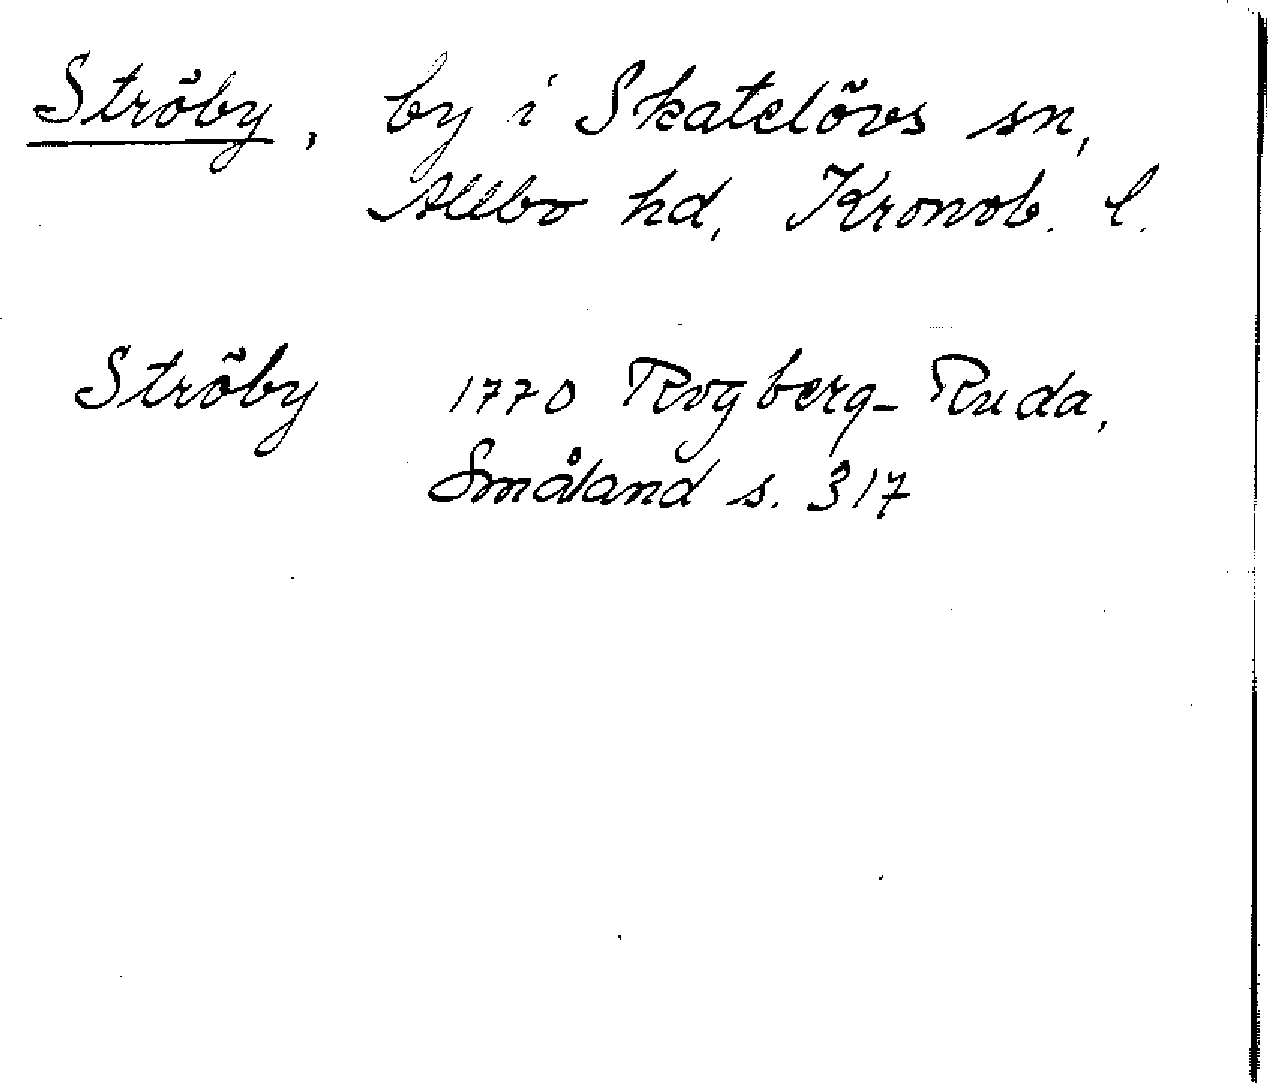 Ströby, by i Skatelövs sn,
Allbo hd, Kronob. l.
Ströby 1770 Rogberg-Ruda,
Småland s. 317